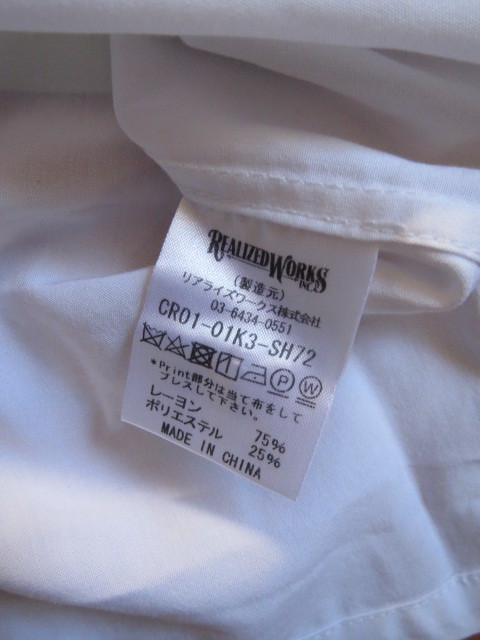 REALIZED WORKS
INC.
(製造元)
リアライズワークス株式会社
03-6434-0551
CR01-01K3-SH72
P W
*Print部分は当て布をして
プレスして下さい。
レーヨン 75%
ポリエステル 25%
MADE IN CHINA